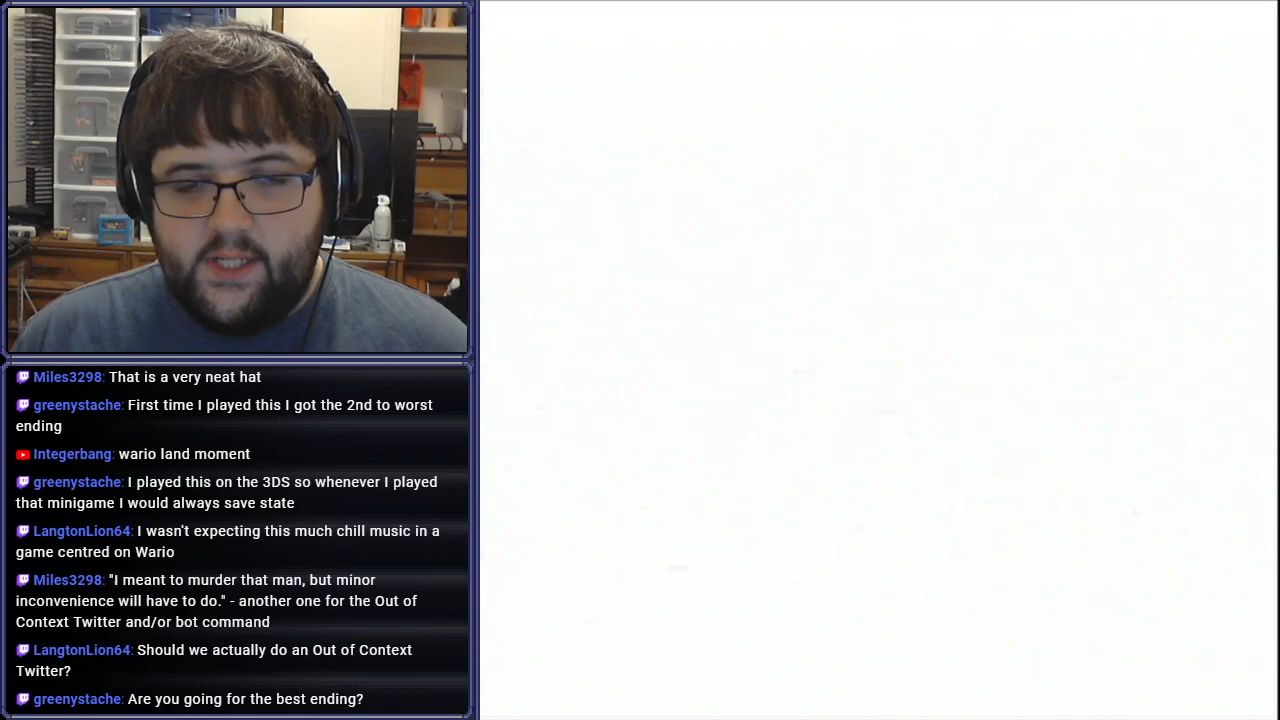 Miles3298: That is a very neat hat
greenystache: First time I played this I got the 2nd to worst
ending
Integerbang: wario land moment
greenystache: I played this on the 3DS so whenever I played
that minigame I would always save state
LangtonLion64: I wasn't expecting this much chill music in a
game centred on Wario
Miles3298: "I meant to murder that man, but minor
inconvenience will have to do." - another one for the Out of
Context Twitter and/or bot command
LangtonLion64: Should we actually do an Out of Context
Twitter?
greenystache: Are you going for the best ending?